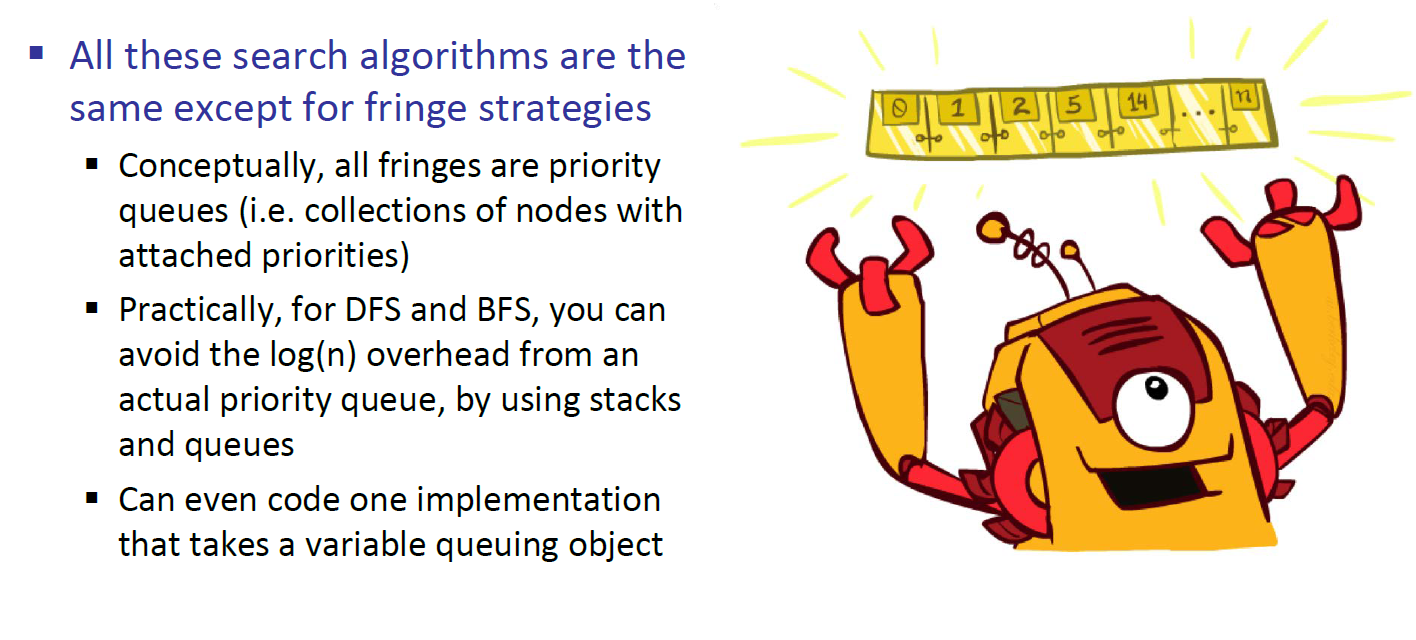 ▪ All these search algorithms are the
same except for fringe strategies
▪ Conceptually, all fringes are priority
queues (i.e. collections of nodes with
attached priorities)
▪ Practically, for DFS and BFS, you can
avoid the log(n) overhead from an
actual priority queue, by using stacks
and queues
▪ Can even code one implementation
that takes a variable queuing object
0 1 2 5 14 ... n